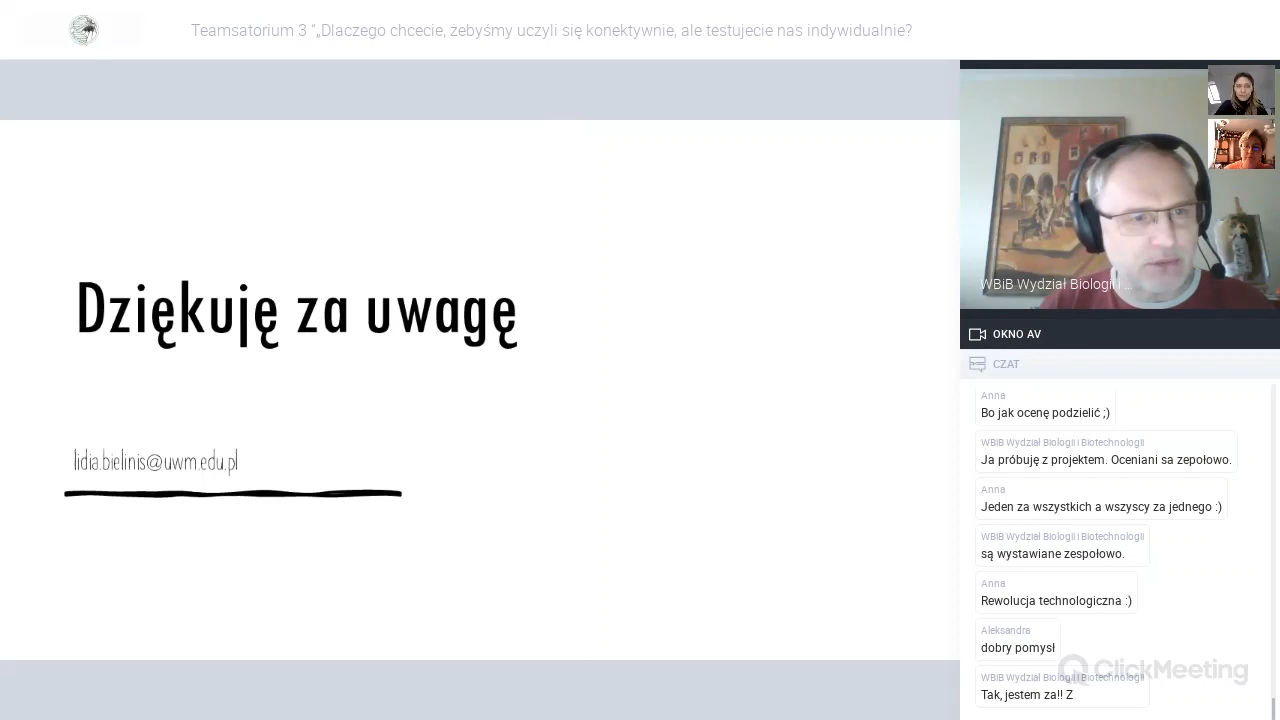 Teamsatorium 3 “„Dlaczego chcecie, żebyśmy uczyli się konektywnie, ale testujecie nas indywidualnie?
Dziękuję za uwagę
lidia.bielinis@uwm.edu.pl
WBiB Wydział Biologii i ...
OKNO AV
CZAT
Anna
Bo jak ocenę podzielić ;)
WBiB Wydział Biologii i Biotechnologii
Ja próbuję z projektem. Oceniani sa zepołowo.
Anna
Jeden za wszystkich a wszyscy za jednego :)
WBiB Wydział Biologii i Biotechnologii
są wystawiane zespołowo.
Anna
Rewolucja technologiczna :)
Aleksandra
dobry pomysł
ClickMeeting
WBiB Wydział Biologii i Biotechnologii
Tak, jestem za!! Z